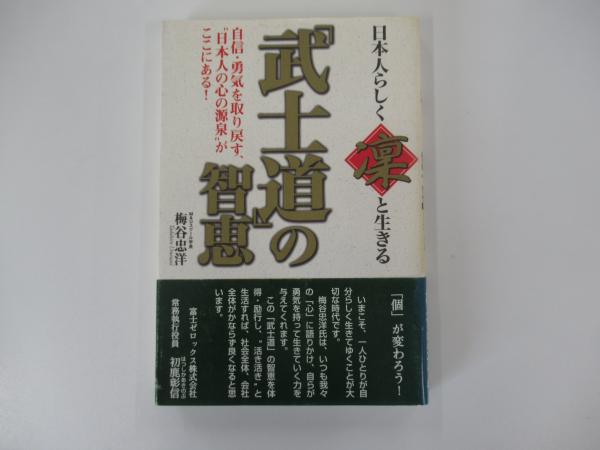 日本人らしく凛と生きる
「武士道」の
智恵
自信・勇気を取り戻す、
“日本人の心の源泉”が
ここにある！
梅谷忠洋
「個」が変わろう！
いまこそ、一人ひとりが自
分らしく生きてゆくことが大
切な時代です。
梅谷忠洋氏は、いつも我々
の「心」に語りかけ、自らが
勇気を持って生きていく力を
与えてくれます。
この「武士道」の智恵を体
得・励行し、“活き活き”と
生活すれば、社会全体、会社
全体がかならず良くなると思
います。
富士ゼロックス株式会社
常務執行役員 初鹿彰信
はつしかあきのぶ